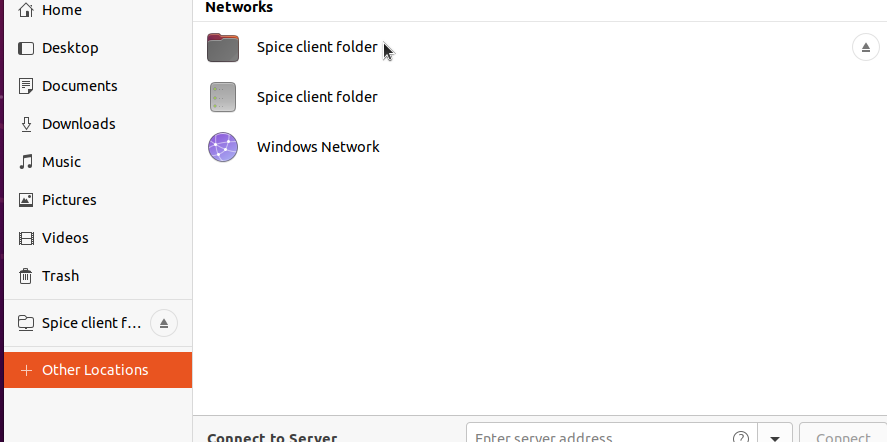 Home
Desktop
Documents
Downloads
Music
Pictures
Videos
Trash
Spice client f...
+ Other Locations
Networks
Spice client folder
Spice client folder
Windows Network
Connect to Server
Enter server address...
?
Connect